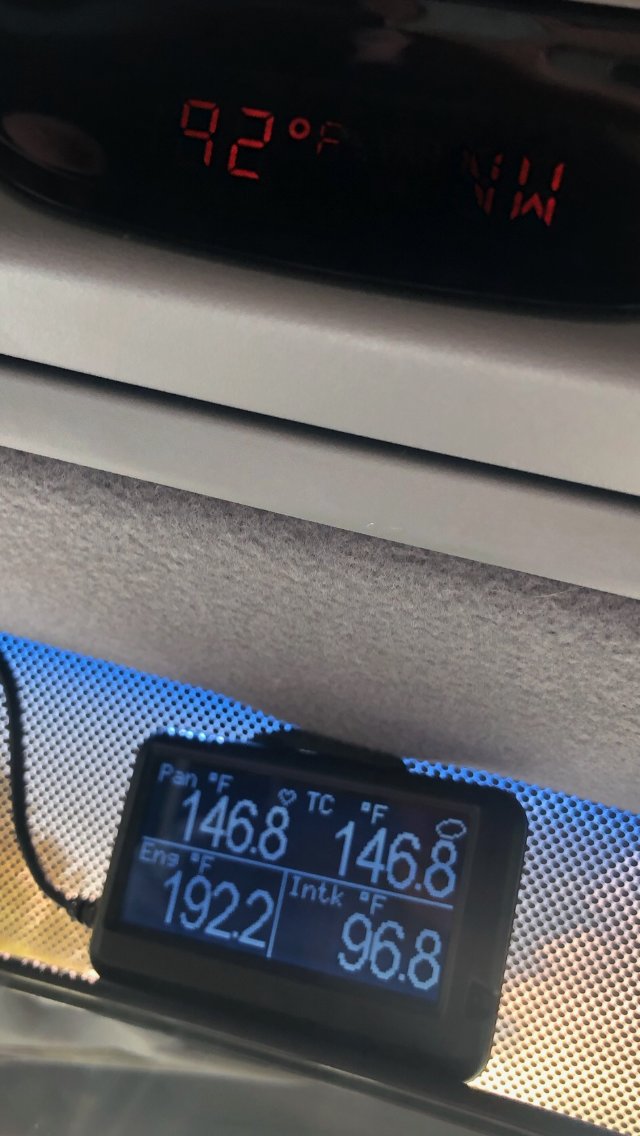 92°F NW
Pan °F TC °F
146.8 146.8
Eng °F Intk °F
192.2 96.8